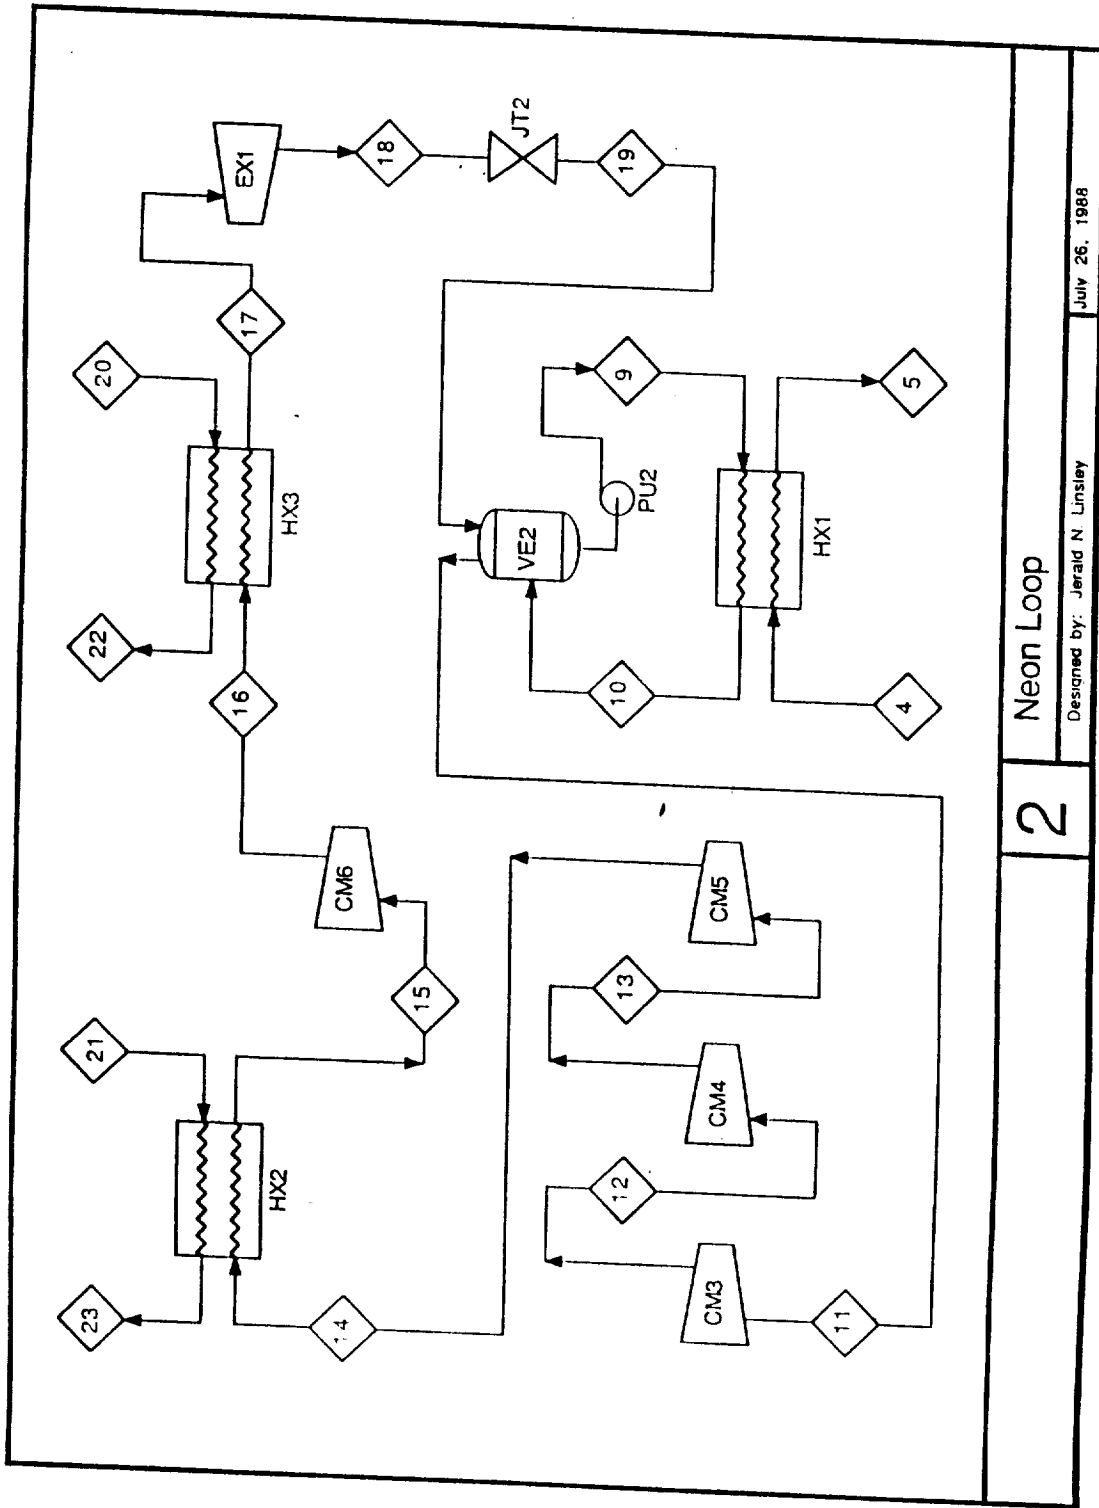 23
21
22
20
HX2
HX3
17
EX1
16
CM6
15
18
JT2
14
19
VE2
PU2
10
9
12
13
CM3
CM4
CM5
HX1
11
4
5
2
Neon Loop
Designed by: Jerald N. Linsley
July 26, 1988